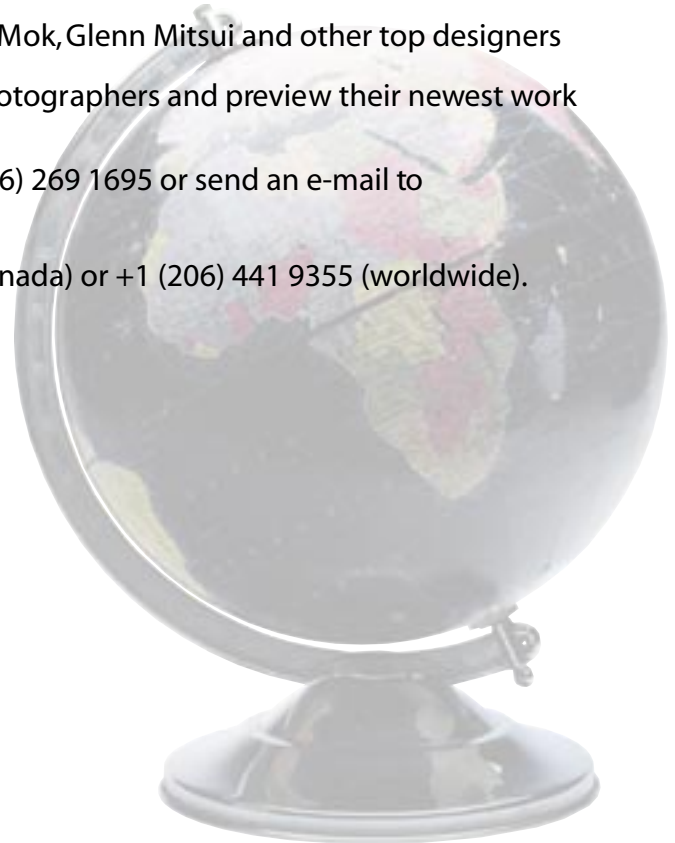 Mok, Glenn Mitsui and other top designers
otographers and preview their newest work
6) 269 1695 or send an e-mail to
nada) or +1 (206) 441 9355 (worldwide).